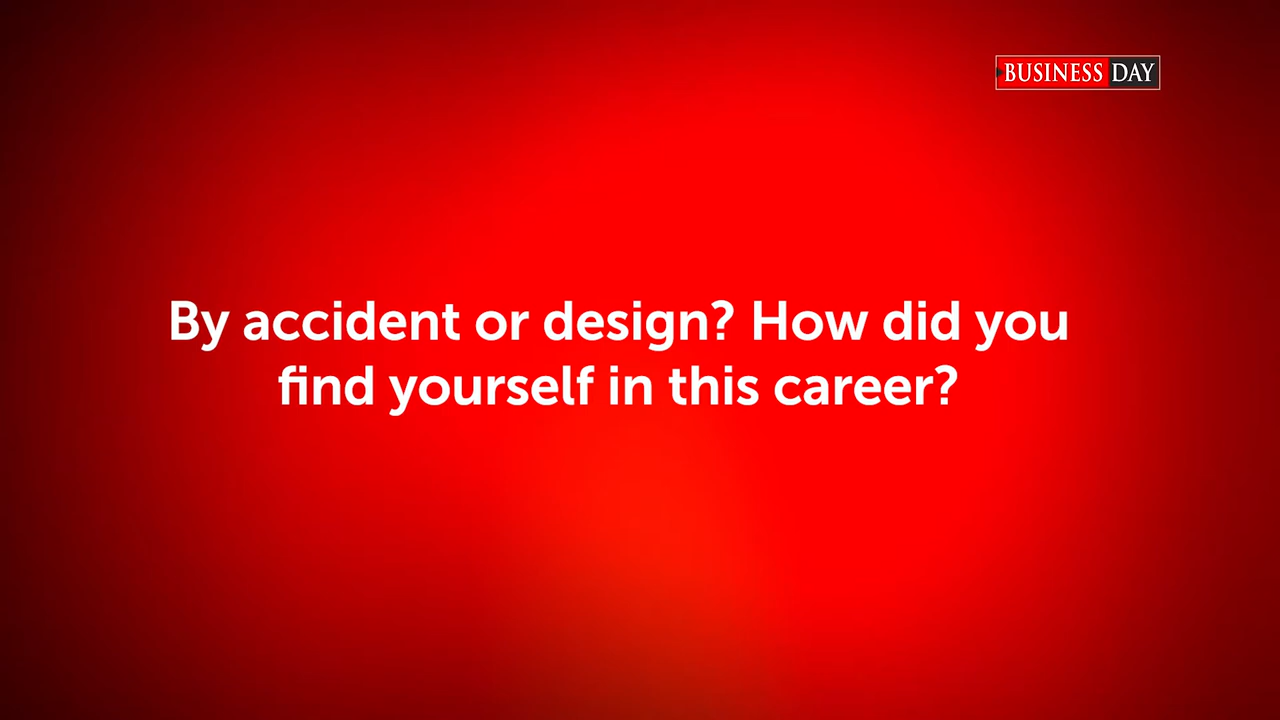 BUSINESS DAY
By accident or design? How did you
find yourself in this career?